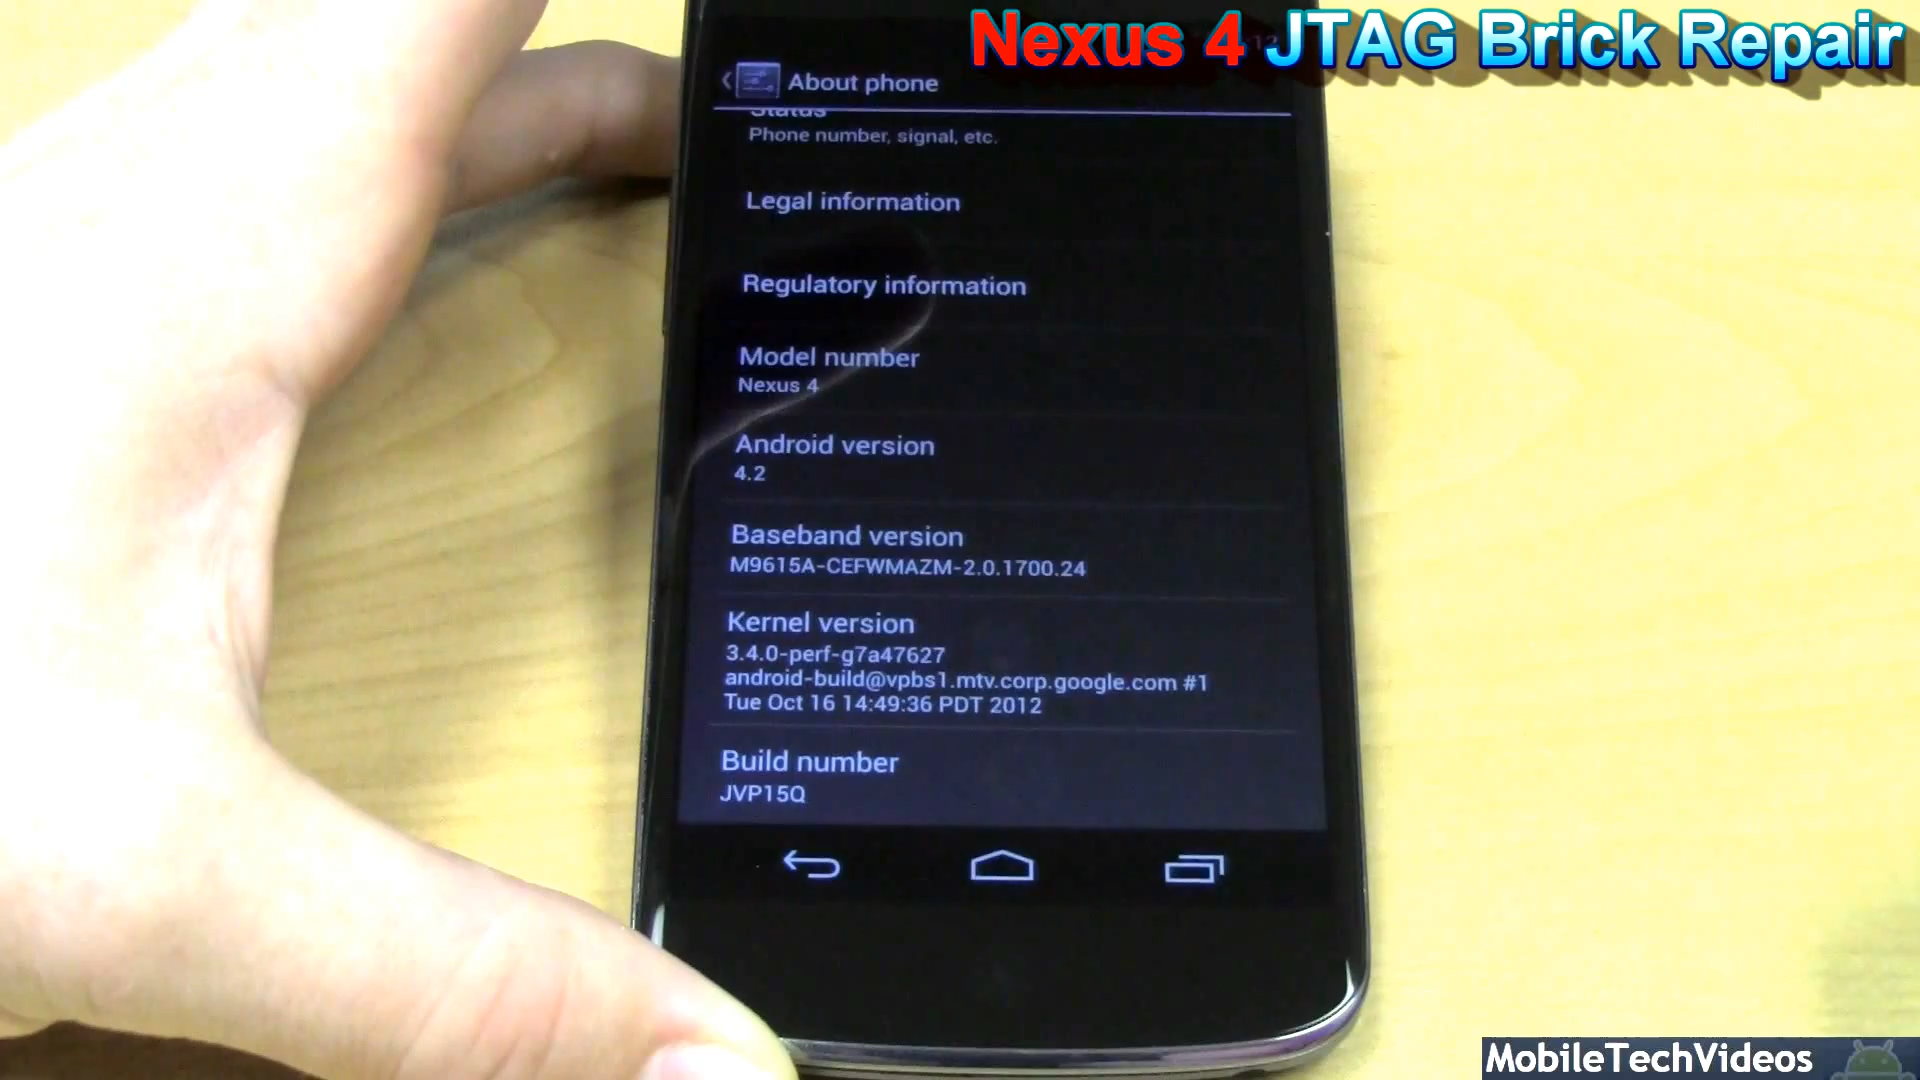 Nexus 4 JTAG Brick Repair
About phone
Status
Phone number, signal, etc.
Legal information
Regulatory information
Model number
Nexus 4
Android version
4.2
Baseband version
M9615A-CEFWMAZM-2.0.1700.24
Kernel version
3.4.0-perf-g7a47627
android-build@vpbs1.mtv.corp.google.com #1
Tue Oct 16 14:49:36 PDT 2012
Build number
JVP15Q
MobileTechVideos